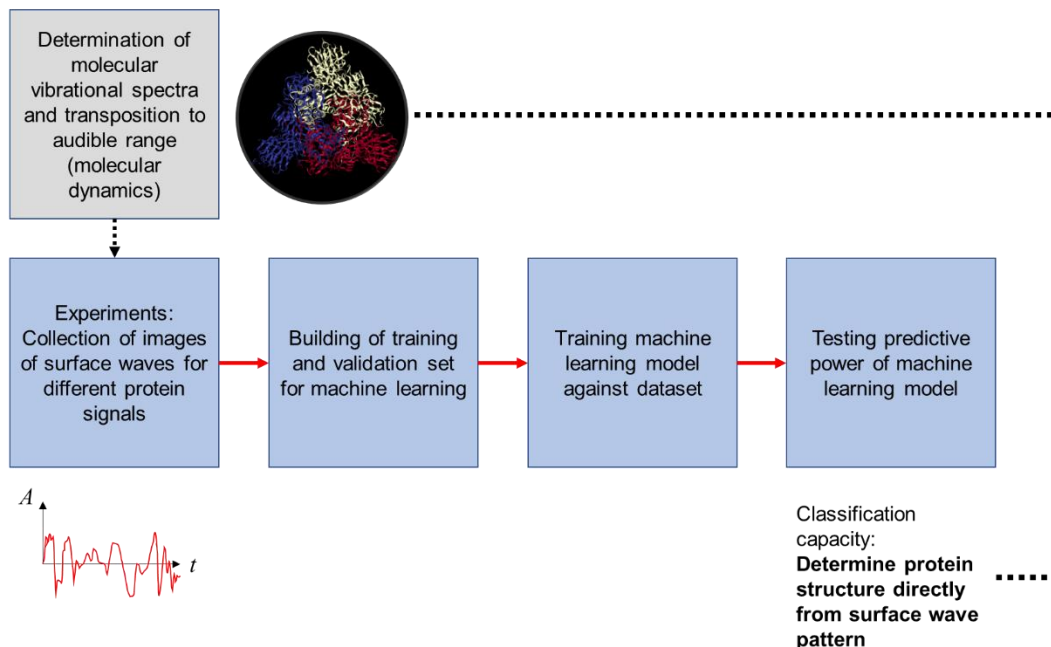 Determination of
molecular
vibrational spectra
and transposition to
audible range
(molecular
dynamics)
Experiments:
Collection of images
of surface waves for
different protein
signals
Building of training
and validation set
for machine learning
Training machine
learning model
against dataset
Testing predictive
power of machine
learning model
A
t
Classification
capacity:
Determine protein
structure directly
from surface wave
pattern